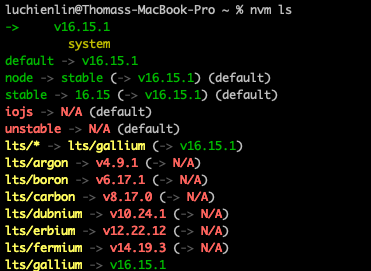 luchienlin@Thomass-MacBook-Pro ~ % nvm ls
-> v16.15.1
system
default -> v16.15.1
node -> stable (-> v16.15.1) (default)
stable -> 16.15 (-> v16.15.1) (default)
iojs -> N/A (default)
unstable -> N/A (default)
lts/* -> lts/gallium (-> v16.15.1)
lts/argon -> v4.9.1 (-> N/A)
lts/boron -> v6.17.1 (-> N/A)
lts/carbon -> v8.17.0 (-> N/A)
lts/dubnium -> v10.24.1 (-> N/A)
lts/erbium -> v12.22.12 (-> N/A)
lts/fermium -> v14.19.3 (-> N/A)
lts/gallium -> v16.15.1